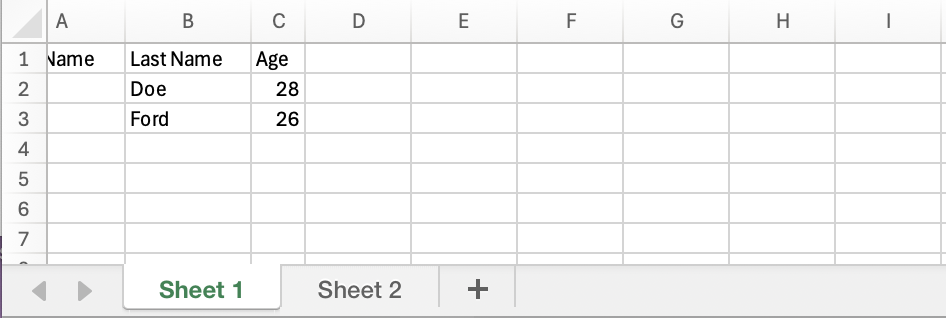 A B C D E F G H I
1 Name Last Name Age
2 Doe 28
3 Ford 26
4
5
6
7
Sheet 1 Sheet 2 +